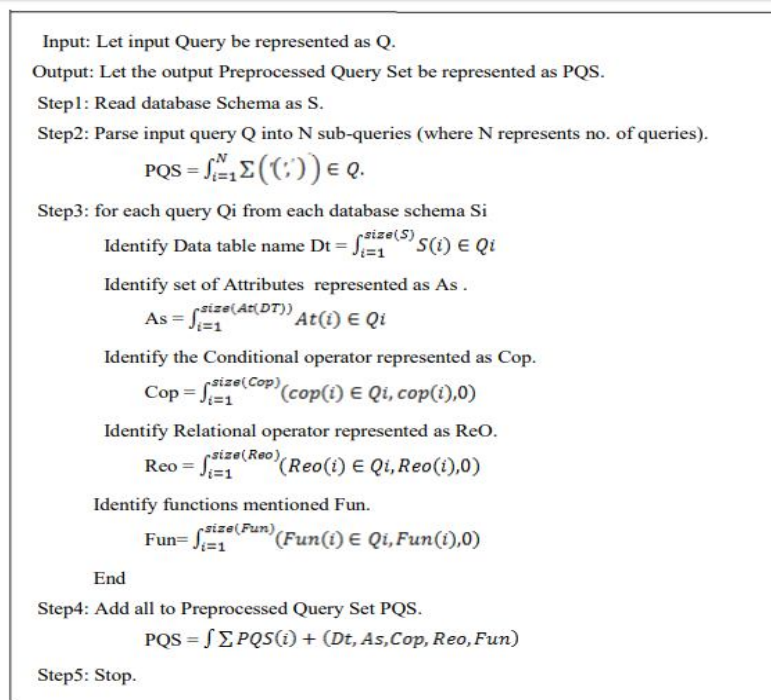 Input: Let input Query be represented as Q.
Output: Let the output Preprocessed Query Set be represented as PQS.
Step1: Read database Schema as S.
Step2: Parse input query Q into N sub-queries (where N represents no. of queries).
PQS = ∫_{i=1}^{N} Σ(′(;′)) ∈ Q.
Step3: for each query Qi from each database schema Si
Identify Data table name Dt = ∫_{i=1}^{size(S)} S(i) ∈ Qi
Identify set of Attributes represented as As .
As = ∫_{i=1}^{size(At(DT))} At(i) ∈ Qi
Identify the Conditional operator represented as Cop.
Cop = ∫_{i=1}^{size(Cop)} (cop(i) ∈ Qi, cop(i),0)
Identify Relational operator represented as ReO.
Reo = ∫_{i=1}^{size(Reo)} (Reo(i) ∈ Qi, Reo(i),0)
Identify functions mentioned Fun.
Fun= ∫_{i=1}^{size(Fun)} (Fun(i) ∈ Qi, Fun(i),0)
End
Step4: Add all to Preprocessed Query Set PQS.
PQS = ∫ Σ PQS(i) + (Dt, As,Cop, Reo, Fun)
Step5: Stop.